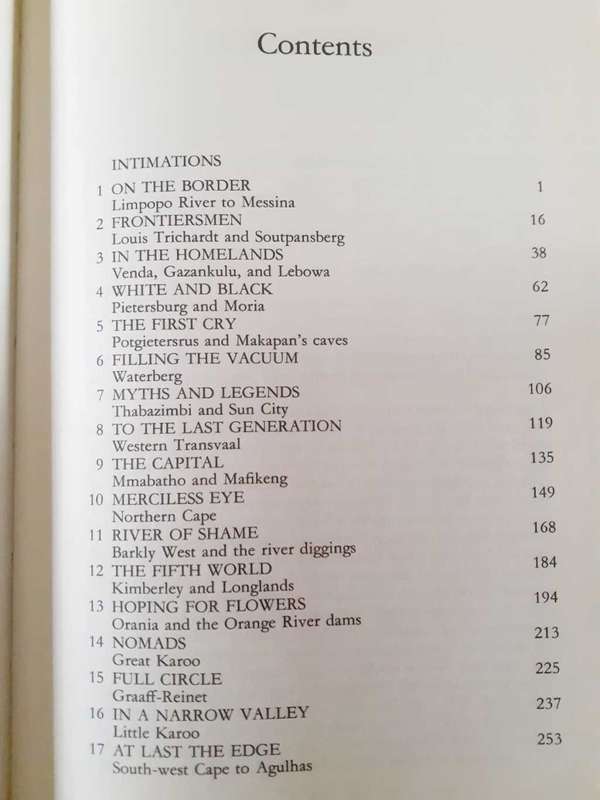 Contents
INTIMATIONS
1 ON THE BORDER 1
Limpopo River to Messina
2 FRONTIERSMEN 16
Louis Trichardt and Soutpansberg
3 IN THE HOMELANDS 38
Venda, Gazankulu, and Lebowa
4 WHITE AND BLACK 62
Pietersburg and Moria
5 THE FIRST CRY 77
Potgietersrus and Makapan's caves
6 FILLING THE VACUUM 85
Waterberg
7 MYTHS AND LEGENDS 106
Thabazimbi and Sun City
8 TO THE LAST GENERATION 119
Western Transvaal
9 THE CAPITAL 135
Mmabatho and Mafikeng
10 MERCILESS EYE 149
Northern Cape
11 RIVER OF SHAME 168
Barkly West and the river diggings
12 THE FIFTH WORLD 184
Kimberley and Longlands
13 HOPING FOR FLOWERS 194
Orania and the Orange River dams
14 NOMADS 213
Great Karoo
15 FULL CIRCLE 225
Graaff-Reinet
16 IN A NARROW VALLEY 237
Little Karoo
17 AT LAST THE EDGE 253
South-west Cape to Agulhas